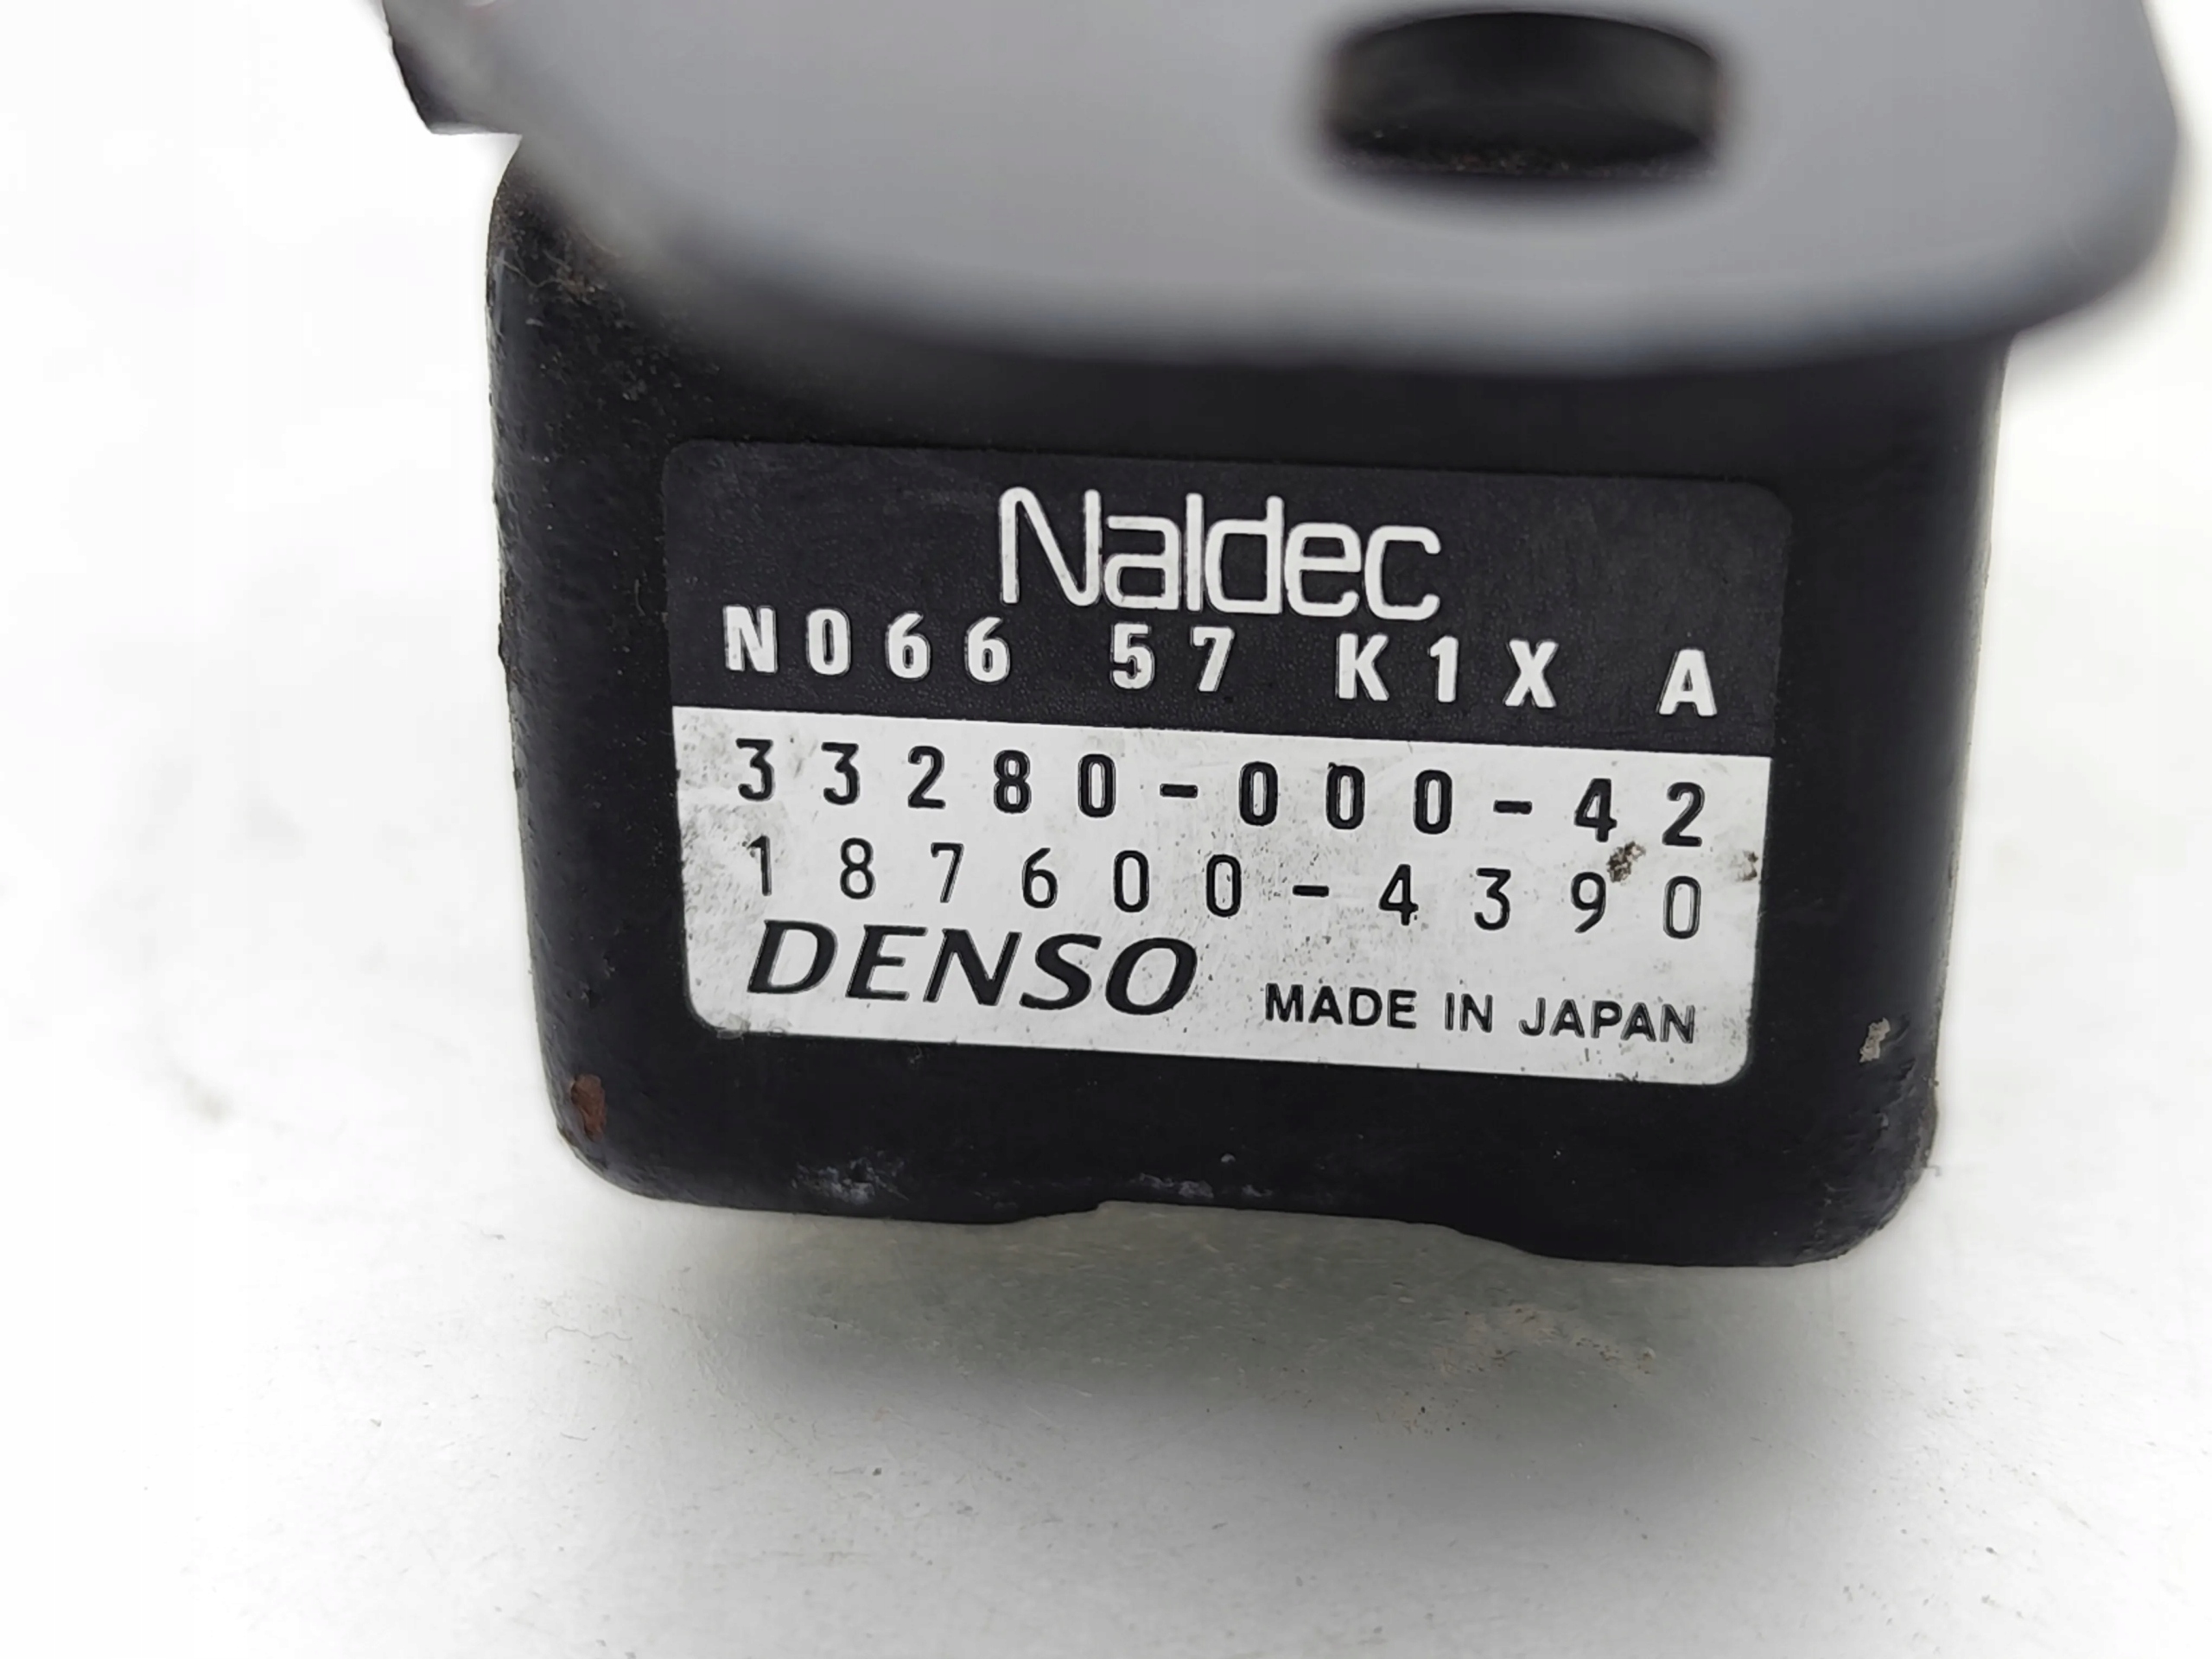 Naldec
N066 57 K1X A
33280-000-42
187600-4390
DENSO MADE IN JAPAN